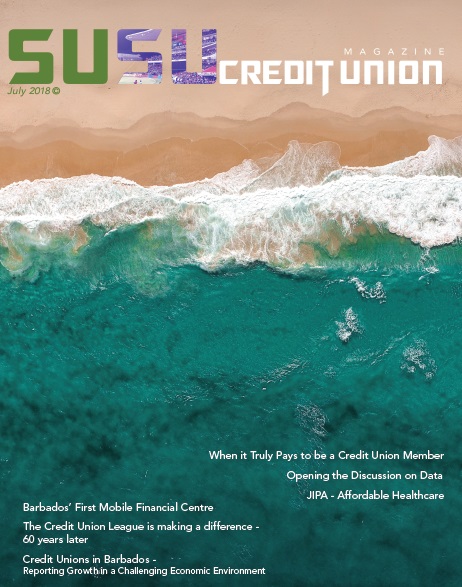 MAGAZINE
SUSU CREDIT UNION
July 2018 ©
When it Truly Pays to be a Credit Union Member
Opening the Discussion on Data
JIPA - Affordable Healthcare
Barbados' First Mobile Financial Centre
The Credit Union League is making a difference -
60 years later
Credit Unions in Barbados -
Reporting Growth in a Challenging Economic Environment